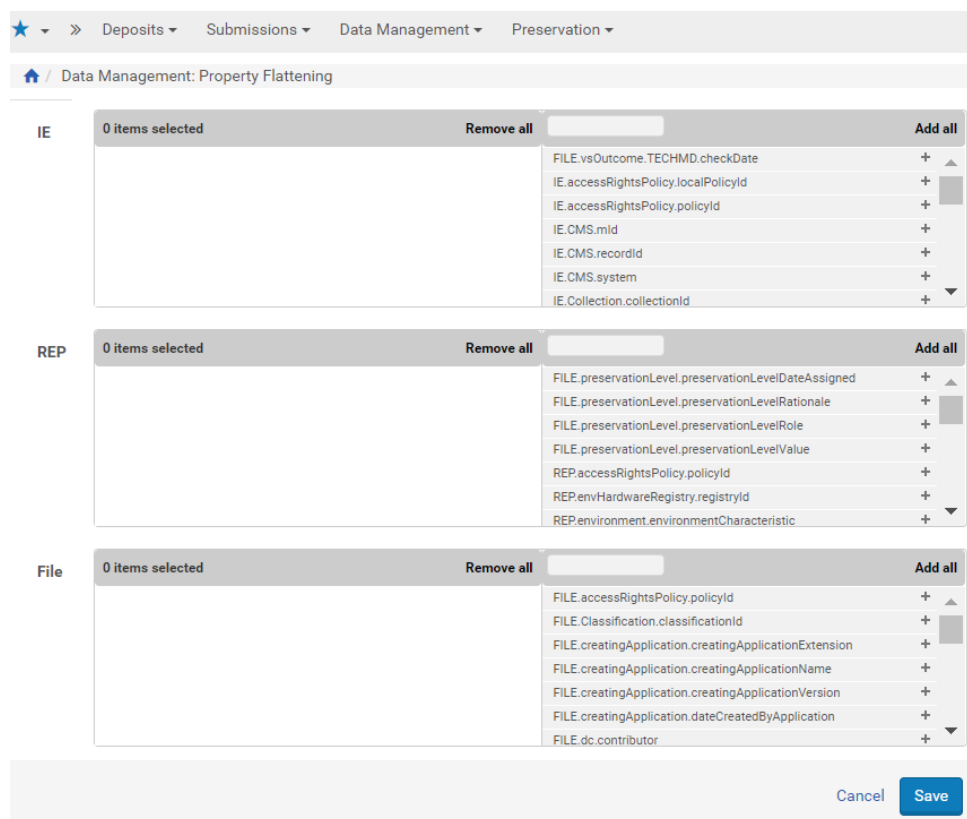 Deposits Submissions Data Management Preservation
/ Data Management: Property Flattening
IE
0 items selected Remove all Add all
FILE.vsOutcome.TECHMD.checkDate +
IE.accessRightsPolicy.localPolicyId +
IE.accessRightsPolicy.policyId +
IE.CMS.mId +
IE.CMS.recordId +
IE.CMS.system +
IE.Collection.collectionId +
REP
0 items selected Remove all Add all
FILE.preservationLevel.preservationLevelDateAssigned +
FILE.preservationLevel.preservationLevelRationale +
FILE.preservationLevel.preservationLevelRole +
FILE.preservationLevel.preservationLevelValue +
REP.accessRightsPolicy.policyId +
REP.envHardwareRegistry.registryId +
REP.environment.environmentCharacteristic +
File
0 items selected Remove all Add all
FILE.accessRightsPolicy.policyId +
FILE.Classification.classificationId +
FILE.creatingApplication.creatingApplicationExtension +
FILE.creatingApplication.creatingApplicationName +
FILE.creatingApplication.creatingApplicationVersion +
FILE.creatingApplication.dateCreatedByApplication +
FILE.dc.contributor +
Cancel Save